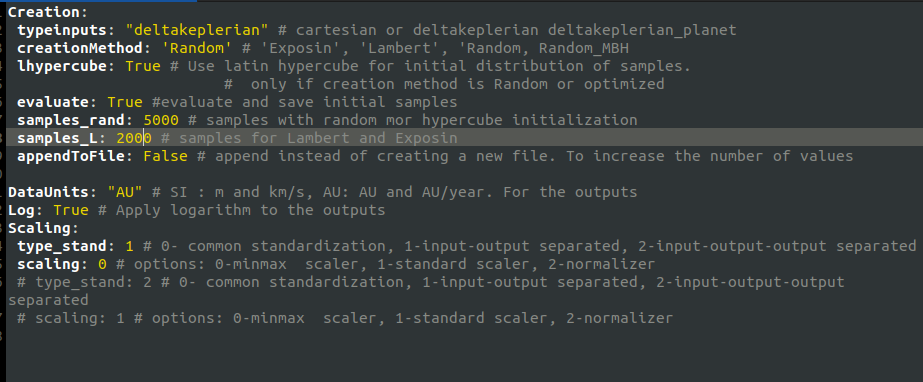 Creation:
typeinputs: "deltakeplerian" # cartesian or deltakeplerian deltakeplerian_planet
creationMethod: 'Random' # 'Exposin', 'Lambert', 'Random, Random_MBH
lhypercube: True # Use latin hypercube for initial distribution of samples.
#  only if creation method is Random or optimized
evaluate: True #evaluate and save initial samples
samples_rand: 5000 # samples with random mor hypercube initialization
samples_L: 2000 # samples for Lambert and Exposin
appendToFile: False # append instead of creating a new file. To increase the number of values
DataUnits: "AU" # SI : m and km/s, AU: AU and AU/year. For the outputs
Log: True # Apply logarithm to the outputs
Scaling:
type_stand: 1 # 0- common standardization, 1-input-output separated, 2-input-output-output separated
scaling: 0 # options: 0-minmax  scaler, 1-standard scaler, 2-normalizer
# type_stand: 2 # 0- common standardization, 1-input-output separated, 2-input-output-output
separated
# scaling: 1 # options: 0-minmax  scaler, 1-standard scaler, 2-normalizer